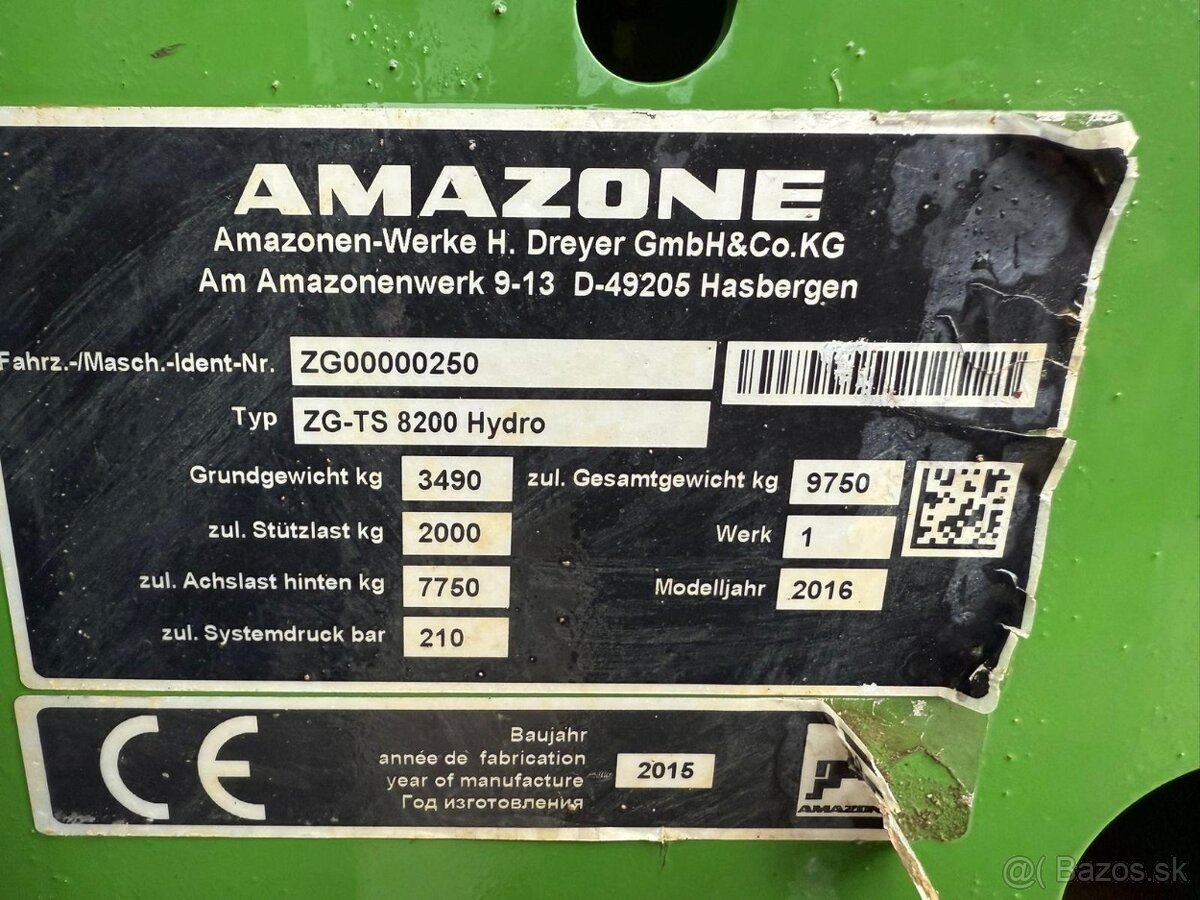 AMAZONE
Amazonen-Werke H. Dreyer GmbH&Co.KG
Am Amazonenwerk 9-13 D-49205 Hasbergen
Fahrz.-/Masch.-Ident-Nr. ZG00000250
Typ ZG-TS 8200 Hydro
Grundgewicht kg 3490 zul. Gesamtgewicht kg 9750
zul. Stützlast kg 2000 Werk 1
zul. Achslast hinten kg 7750 Modelljahr 2016
zul. Systemdruck bar 210
CE
Baujahr
année de fabrication
year of manufacture 2015
Год изготовления
AMAZON
@( Bazos.sk